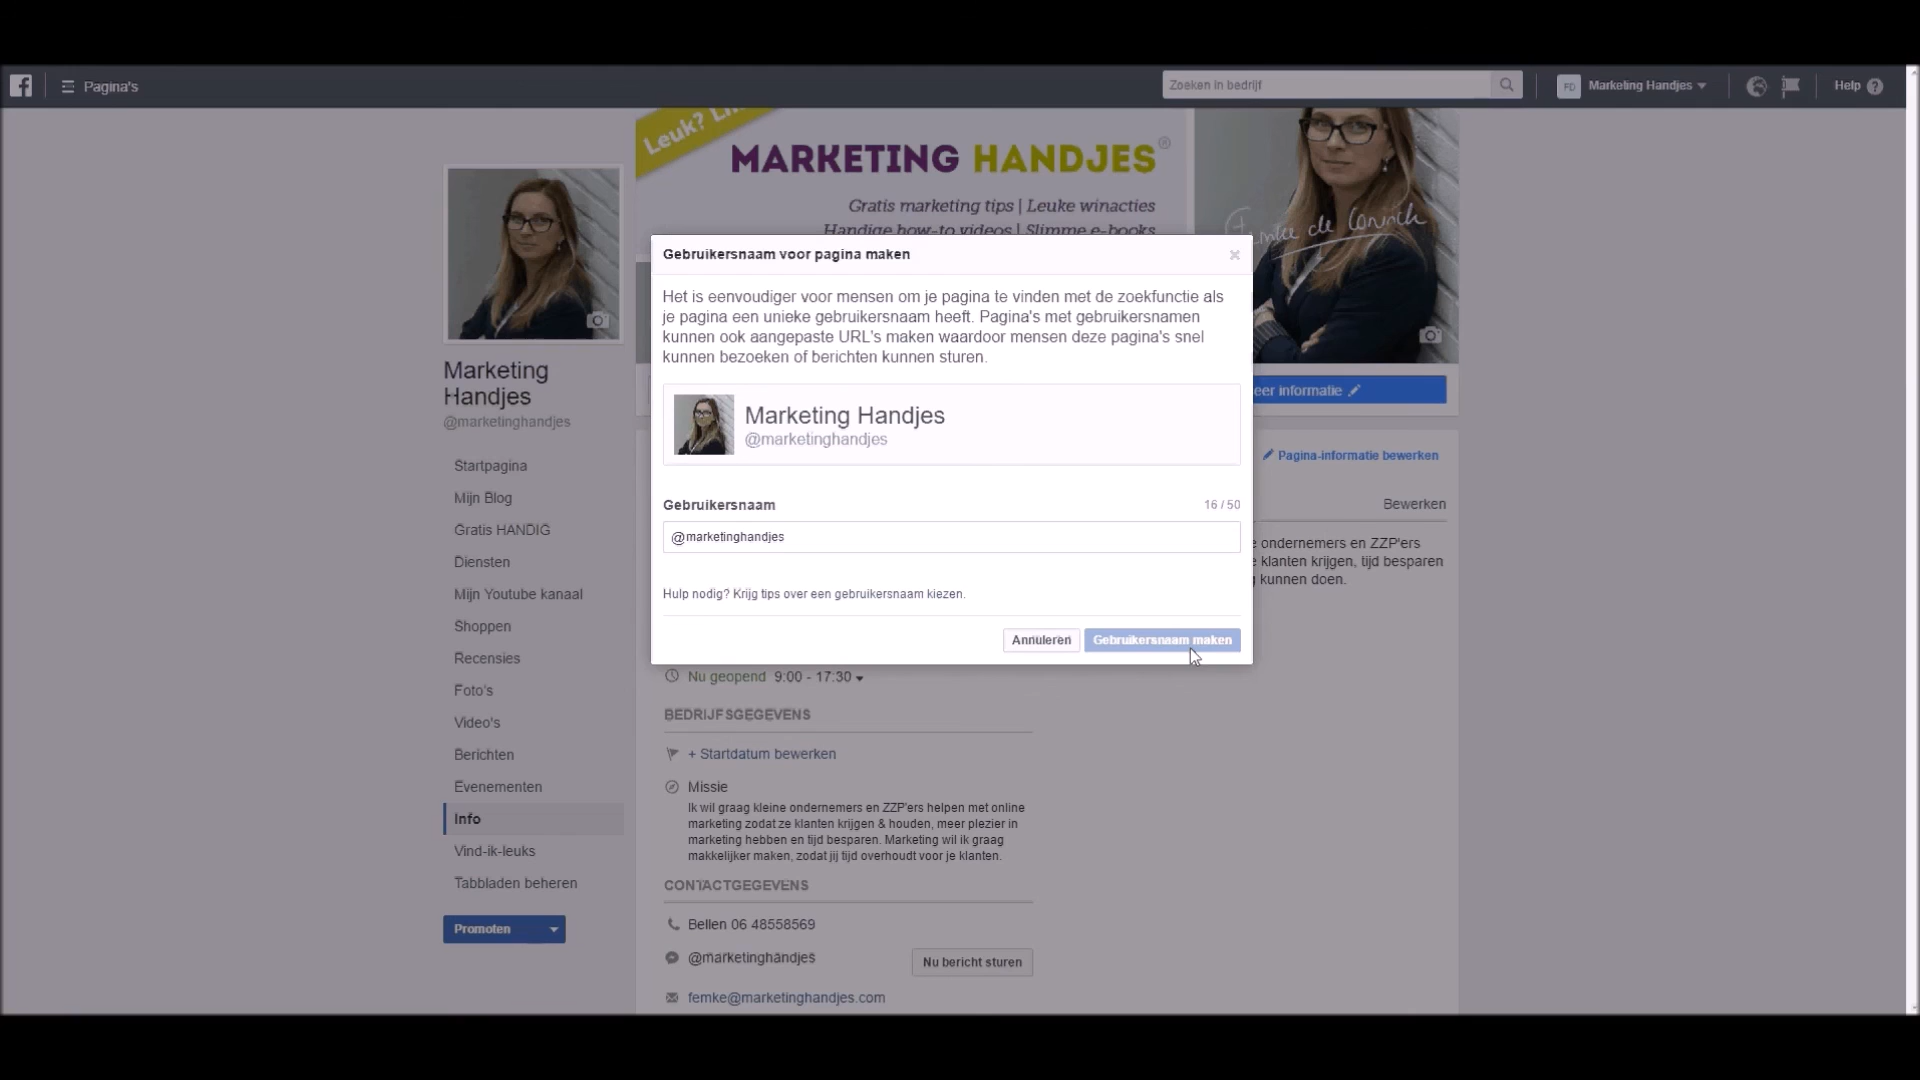 Pagina's
Zoeken in bedrijf
FD
Marketing Handjes
Help ?
Leuk?
MARKETING HANDJES®
Gratis marketing tips | Leuke winacties
Handige how-to videos | Slimme e-books
Femke de
Marketing
Handjes
@marketinghandjes
Startpagina
Mijn Blog
Gratis HANDIG
Diensten
Mijn Youtube kanaal
Shoppen
Recensies
Foto's
Video's
Berichten
Evenementen
Info
Vind-ik-leuks
Tabbladen beheren
Promoten
Gebruikersnaam voor pagina maken
Het is eenvoudiger voor mensen om je pagina te vinden met de zoekfunctie als
je pagina een unieke gebruikersnaam heeft. Pagina's met gebruikersnamen
kunnen ook aangepaste URL's maken waardoor mensen deze pagina's snel
kunnen bezoeken of berichten kunnen sturen.
Marketing Handjes
@marketinghandjes
Gebruikersnaam
16 / 50
@marketinghandjes
Hulp nodig? Krijg tips over een gebruikersnaam kiezen.
Annuleren
Gebruikersnaam maken
eer informatie
Pagina-informatie bewerken
Bewerken
ondernemers en ZZP'ers
klanten krijgen, tijd besparen
kunnen doen.
Nu geopend 9:00 - 17:30
BEDRIJFSGEGEVENS
+ Startdatum bewerken
Missie
Ik wil graag kleine ondernemers en ZZP'ers helpen met online
marketing zodat ze klanten krijgen & houden, meer plezier in
marketing hebben en tijd besparen. Marketing wil ik graag
makkelijker maken, zodat jij tijd overhoudt voor je klanten.
CONTACTGEGEVENS
Bellen 06 48558569
@marketinghandjes
Nu bericht sturen
femke@marketinghandjes.com